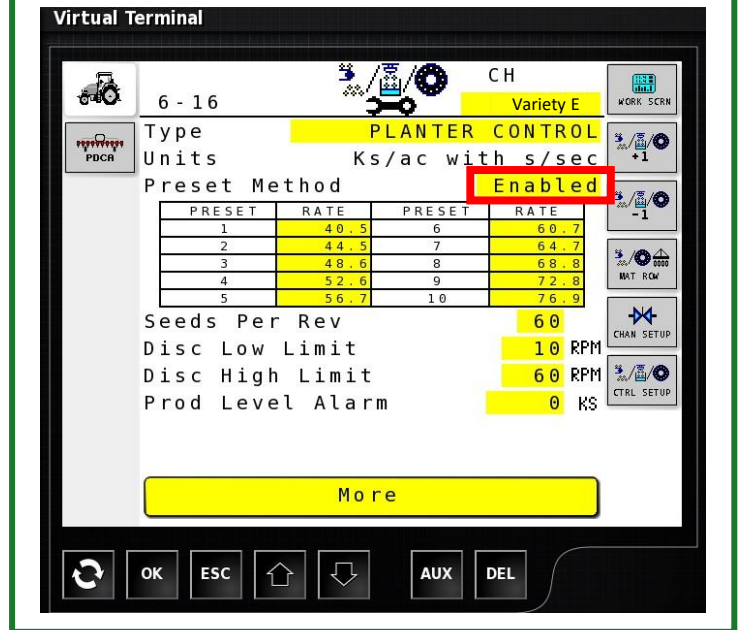 Virtual Terminal
CH
6-16
Variety E
WORK SCRN
PDCA
Type PLANTER CONTROL
+1
Units Ks/ac with s/sec
Preset Method Enabled
-1
PRESET RATE PRESET RATE
1 40.5 6 60.7
2 44.5 7 64.7
3 48.6 8 68.8
4 52.6 9 72.8
5 56.7 10 76.9
MAT ROW
Seeds Per Rev 60
CHAN SETUP
Disc Low Limit 10 RPM
Disc High Limit 60 RPM
CTRL SETUP
Prod Level Alarm 0 KS
More
OK ESC AUX DEL